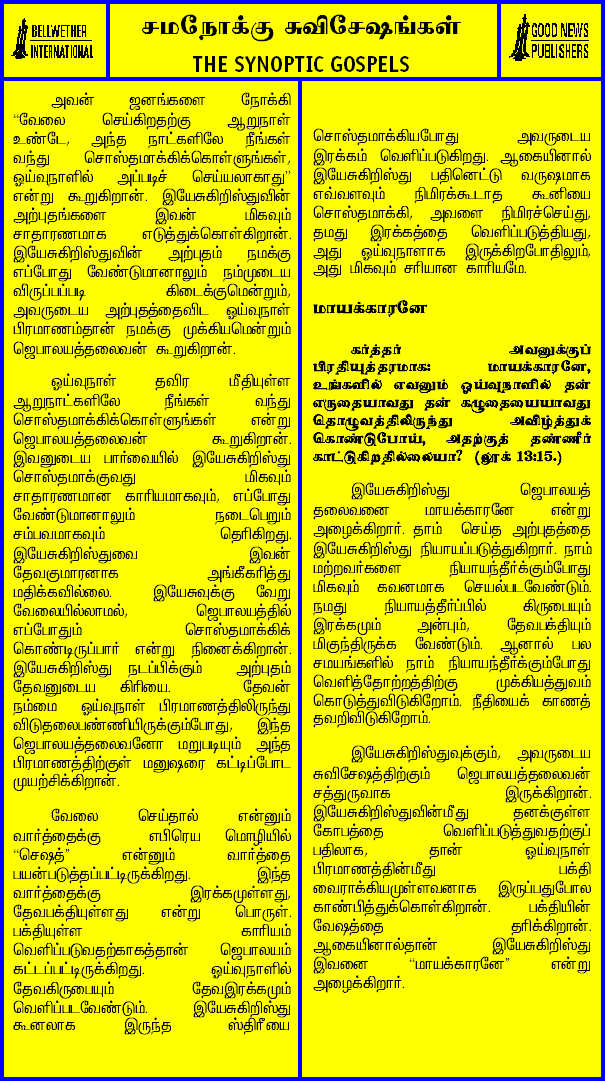 BELLWETHER
INTERNATIONAL
சமநோக்கு சுவிசேஷங்கள்
THE SYNOPTIC GOSPELS
GOOD NEWS
PUBLISHERS
அவன் ஜனங்களை நோக்கி
“வேலை செய்கிறதற்கு ஆறுநாள்
உண்டே, அந்த நாட்களிலே நீங்கள்
வந்து சொஸ்தமாக்கிக்கொள்ளுங்கள்,
ஓய்வுநாளில் அப்படிச் செய்யலாகாது”
என்று கூறுகிறான். இயேசுகிறிஸ்துவின்
அற்புதங்களை இவன் மிகவும்
சாதாரணமாக எடுத்துக்கொள்கிறான்.
இயேசுகிறிஸ்துவின் அற்புதம் நமக்கு
எப்போது வேண்டுமானாலும் நம்முடைய
விருப்பப்படி கிடைக்குமென்றும்,
அவருடைய அற்புதத்தைவிட ஓய்வுநாள்
பிரமாணம்தான் நமக்கு முக்கியமென்றும்
ஜெபாலயத்தலைவன் கூறுகிறான்.
ஓய்வுநாள் தவிர மீதியுள்ள
ஆறுநாட்களிலே நீங்கள் வந்து
சொஸ்தமாக்கிக்கொள்ளுங்கள் என்று
ஜெபாலயத்தலைவன் கூறுகிறான்.
இவனுடைய பார்வையில் இயேசுகிறிஸ்து
சொஸ்தமாக்குவது மிகவும்
சாதாரணமான காரியமாகவும், எப்போது
வேண்டுமானாலும் நடைபெறும்
சம்பவமாகவும் தெரிகிறது.
இயேசுகிறிஸ்துவை இவன்
தேவகுமாரனாக அங்கீகரித்து
மதிக்கவில்லை. இயேசுவுக்கு வேறு
வேலையில்லாமல், ஜெபாலயத்தில்
எப்போதும் சொஸ்தமாக்கிக்
கொண்டிருப்பார் என்று நினைக்கிறான்.
இயேசுகிறிஸ்து நடப்பிக்கும் அற்புதம்
தேவனுடைய கிரியை. தேவன்
நம்மை ஓய்வுநாள் பிரமாணத்திலிருந்து
விடுதலைபண்ணியிருக்கும்போது, இந்த
ஜெபாலயத்தலைவனோ மறுபடியும் அந்த
பிரமாணத்திற்குள் மனுஷரை கட்டிப்போட
முயற்சிக்கிறான்.
வேலை செய்தால் என்னும்
வார்த்தைக்கு எபிரெய மொழியில்
“செஷத்” என்னும் வார்த்தை
பயன்படுத்தப்பட்டிருக்கிறது. இந்த
வார்த்தைக்கு இரக்கமுள்ளது,
தேவபக்தியுள்ளது என்று பொருள்.
பக்தியுள்ள காரியம்
வெளிப்படுவதற்காகத்தான் ஜெபாலயம்
கட்டப்பட்டிருக்கிறது. ஓய்வுநாளில்
தேவகிருபையும் தேவஇரக்கமும்
வெளிப்படவேண்டும். இயேசுகிறிஸ்து
கூனலாக இருந்த ஸ்திரீயை
சொஸ்தமாக்கியபோது அவருடைய
இரக்கம் வெளிப்படுகிறது. ஆகையினால்
இயேசுகிறிஸ்து பதினெட்டு வருஷமாக
எவ்வளவும் நிமிரக்கூடாத கூனியை
சொஸ்தமாக்கி, அவளை நிமிரச்செய்து,
தமது இரக்கத்தை வெளிப்படுத்தியது,
அது ஓய்வுநாளாக இருக்கிறபோதிலும்,
அது மிகவும் சரியான காரியமே.
மாயக்காரனே
கர்த்தர் அவனுக்குப்
பிரதியுத்தரமாக: மாயக்காரனே,
உங்களில் எவனும் ஓய்வுநாளில் தன்
எருதையாவது தன் கழுதையையாவது
தொழுவத்திலிருந்து அவிழ்த்துக்
கொண்டுபோய், அதற்குத் தண்ணீர்
காட்டுகிறதில்லையா? (லூக் 13:15.)
இயேசுகிறிஸ்து ஜெபாலயத்
தலைவனை மாயக்காரனே என்று
அழைக்கிறார். தாம் செய்த அற்புதத்தை
இயேசுகிறிஸ்து நியாயப்படுத்துகிறார். நாம்
மற்றவர்களை நியாயந்தீர்க்கும்போது
மிகவும் கவனமாக செயல்படவேண்டும்.
நமது நியாயத்தீர்ப்பில் கிருபையும்
இரக்கமும் அன்பும், தேவபக்தியும்
மிகுந்திருக்க வேண்டும். ஆனால் பல
சமயங்களில் நாம் நியாயந்தீர்க்கும்போது
வெளித்தோற்றத்திற்கு முக்கியத்துவம்
கொடுத்துவிடுகிறோம். நீதியைக் காணத்
தவறிவிடுகிறோம்.
இயேசுகிறிஸ்துவுக்கும், அவருடைய
சுவிசேஷத்திற்கும் ஜெபாலயத்தலைவன்
சத்துருவாக இருக்கிறான்.
இயேசுகிறிஸ்துவின்மீது தனக்குள்ள
கோபத்தை வெளிப்படுத்துவதற்குப்
பதிலாக, தான் ஓய்வுநாள்
பிரமாணத்தின்மீது பக்தி
வைராக்கியமுள்ளவனாக இருப்பதுபோல
காண்பித்துக்கொள்கிறான். பக்தியின்
வேஷத்தை தரிக்கிறான்.
ஆகையினால்தான் இயேசுகிறிஸ்து
இவனை “மாயக்காரனே” என்று
அழைக்கிறார்.